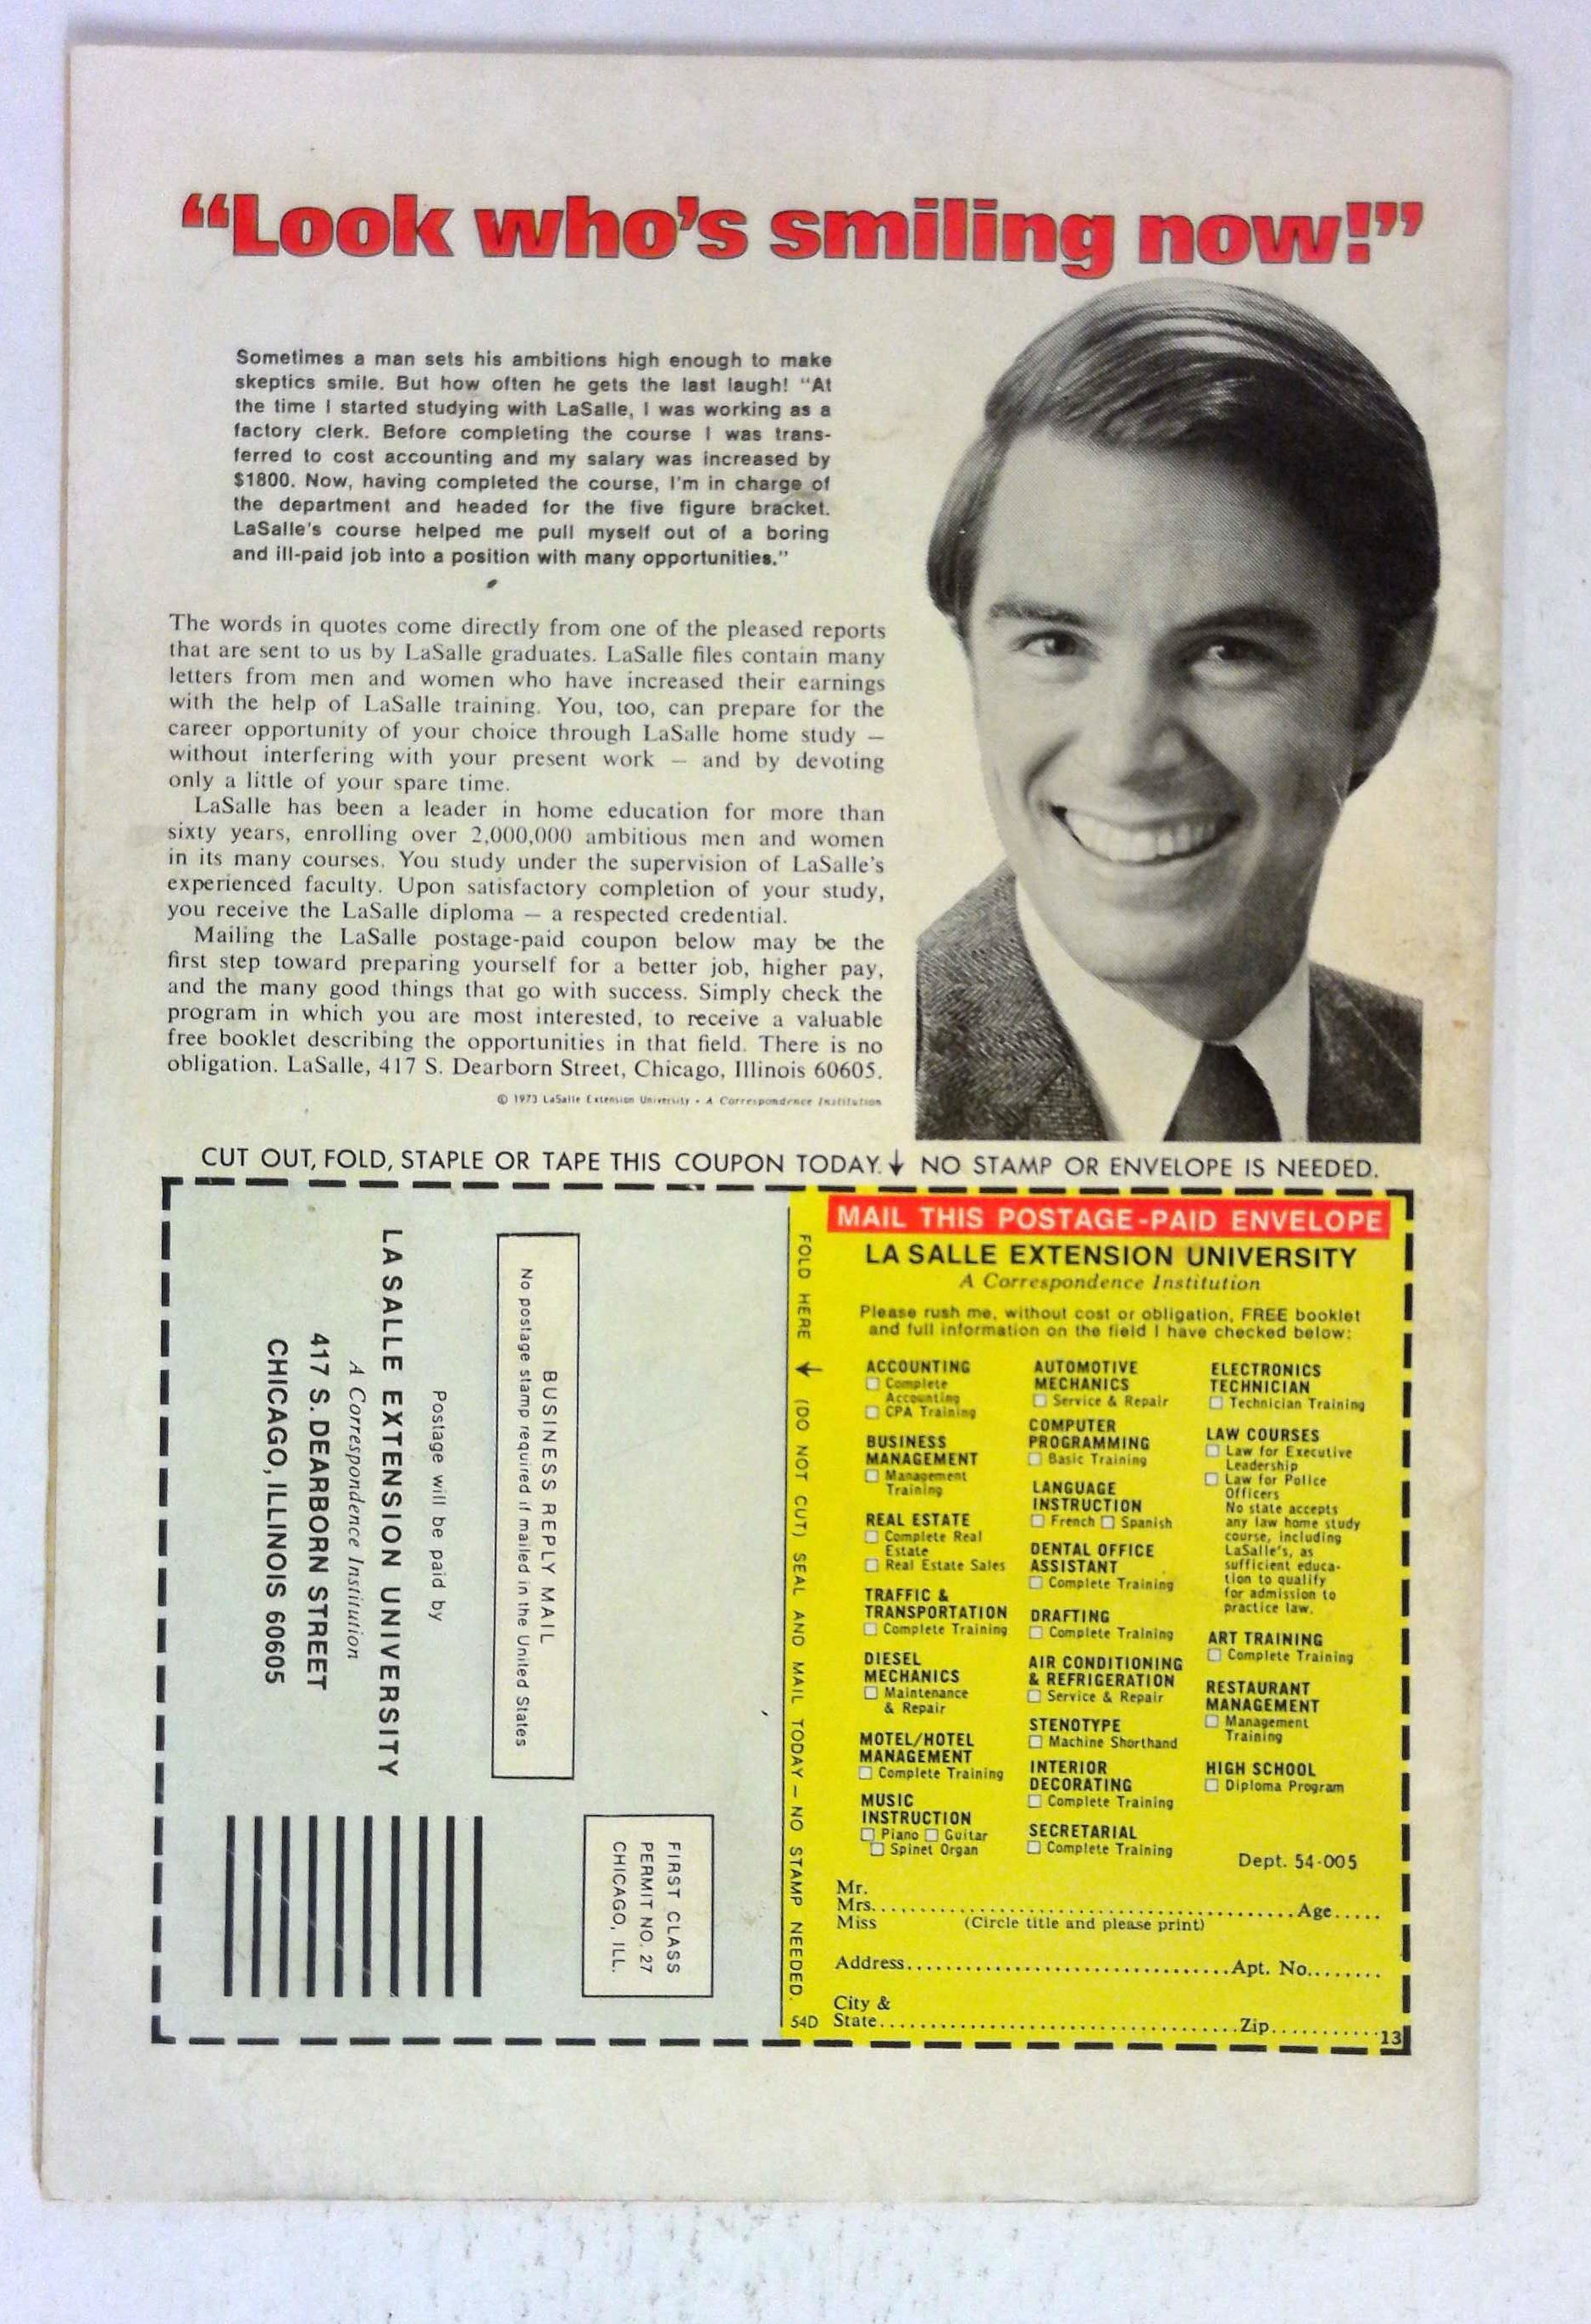 “Look who’s smiling now!”
Sometimes a man sets his ambitions high enough to make
skeptics smile. But how often he gets the last laugh! “At
the time I started studying with LaSalle, I was working as a
factory clerk. Before completing the course I was trans-
ferred to cost accounting and my salary was increased by
$1800. Now, having completed the course, I’m in charge of
the department and headed for the five figure bracket.
LaSalle’s course helped me pull myself out of a boring
and ill-paid job into a position with many opportunities.”
The words in quotes come directly from one of the pleased reports
that are sent to us by LaSalle graduates. LaSalle files contain many
letters from men and women who have increased their earnings
with the help of LaSalle training. You, too, can prepare for the
career opportunity of your choice through LaSalle home study —
without interfering with your present work — and by devoting
only a little of your spare time.
LaSalle has been a leader in home education for more than
sixty years, enrolling over 2,000,000 ambitious men and women
in its many courses. You study under the supervision of LaSalle’s
experienced faculty. Upon satisfactory completion of your study,
you receive the LaSalle diploma — a respected credential.
Mailing the LaSalle postage-paid coupon below may be the
first step toward preparing yourself for a better job, higher pay,
and the many good things that go with success. Simply check the
program in which you are most interested, to receive a valuable
free booklet describing the opportunities in that field. There is no
obligation. LaSalle, 417 S. Dearborn Street, Chicago, Illinois 60605.
© 1973 LaSalle Extension University • A Correspondence Institution
CUT OUT, FOLD, STAPLE OR TAPE THIS COUPON TODAY. ↓ NO STAMP OR ENVELOPE IS NEEDED.
FIRST CLASS
PERMIT NO. 27
CHICAGO, ILL.
BUSINESS REPLY MAIL
No postage stamp required if mailed in the United States
Postage will be paid by
LA SALLE EXTENSION UNIVERSITY
A Correspondence Institution
417 S. DEARBORN STREET
CHICAGO, ILLINOIS 60605
FOLD HERE ↓ (DO NOT CUT) SEAL AND MAIL TODAY — NO STAMP NEEDED.
54D
MAIL THIS POSTAGE-PAID ENVELOPE
LA SALLE EXTENSION UNIVERSITY
A Correspondence Institution
Please rush me, without cost or obligation, FREE booklet
and full information on the field I have checked below:
ACCOUNTING
☐ Complete
Accounting
☐ CPA Training
BUSINESS
MANAGEMENT
☐ Management
Training
REAL ESTATE
☐ Complete Real
Estate
☐ Real Estate Sales
TRAFFIC &
TRANSPORTATION
☐ Complete Training
DIESEL
MECHANICS
☐ Maintenance
& Repair
MOTEL/HOTEL
MANAGEMENT
☐ Complete Training
MUSIC
INSTRUCTION
☐ Piano ☐ Guitar
☐ Spinet Organ
AUTOMOTIVE
MECHANICS
☐ Service & Repair
COMPUTER
PROGRAMMING
☐ Basic Training
LANGUAGE
INSTRUCTION
☐ French ☐ Spanish
DENTAL OFFICE
ASSISTANT
☐ Complete Training
DRAFTING
☐ Complete Training
AIR CONDITIONING
& REFRIGERATION
☐ Service & Repair
STENOTYPE
☐ Machine Shorthand
INTERIOR
DECORATING
☐ Complete Training
SECRETARIAL
☐ Complete Training
ELECTRONICS
TECHNICIAN
☐ Technician Training
LAW COURSES
☐ Law for Executive
Leadership
☐ Law for Police
Officers
No state accepts
any law home study
course, including
LaSalle’s, as
sufficient educa-
tion to qualify
for admission to
practice law.
ART TRAINING
☐ Complete Training
RESTAURANT
MANAGEMENT
☐ Management
Training
HIGH SCHOOL
☐ Diploma Program
Dept. 54-005
Mr.
Mrs. Age
Miss (Circle title and please print)
Address Apt. No.
City &
State Zip
13